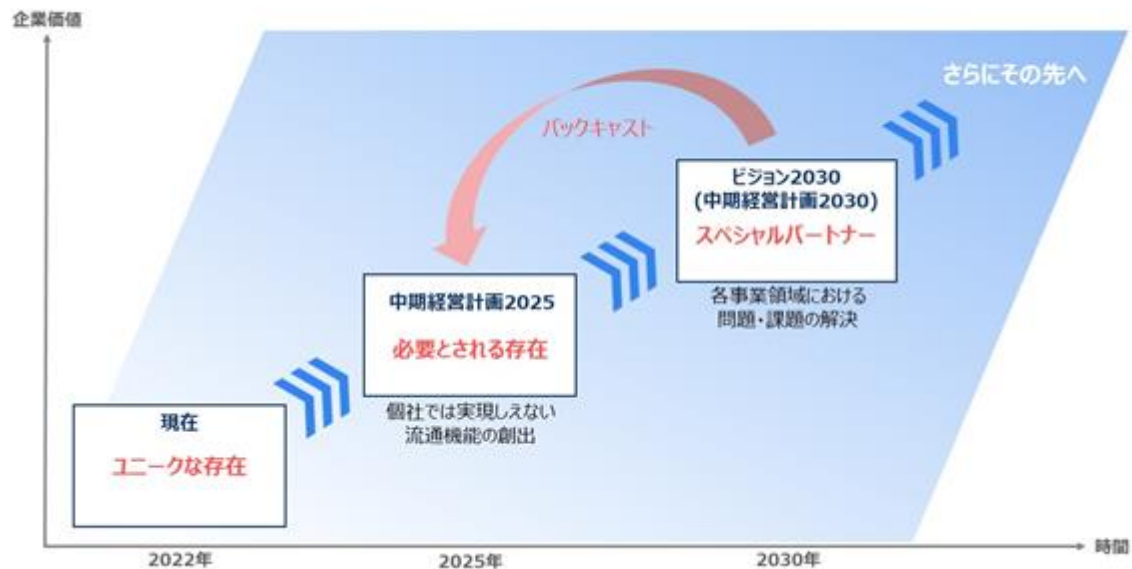 企業価値
さらにその先へ
バックキャスト
ビジョン2030
(中期経営計画2030)
スペシャルパートナー
各事業領域における
問題・課題の解決
中期経営計画2025
必要とされる存在
個社では実現しえない
流通機能の創出
現在
ユニークな存在
2022年
2025年
2030年
時間